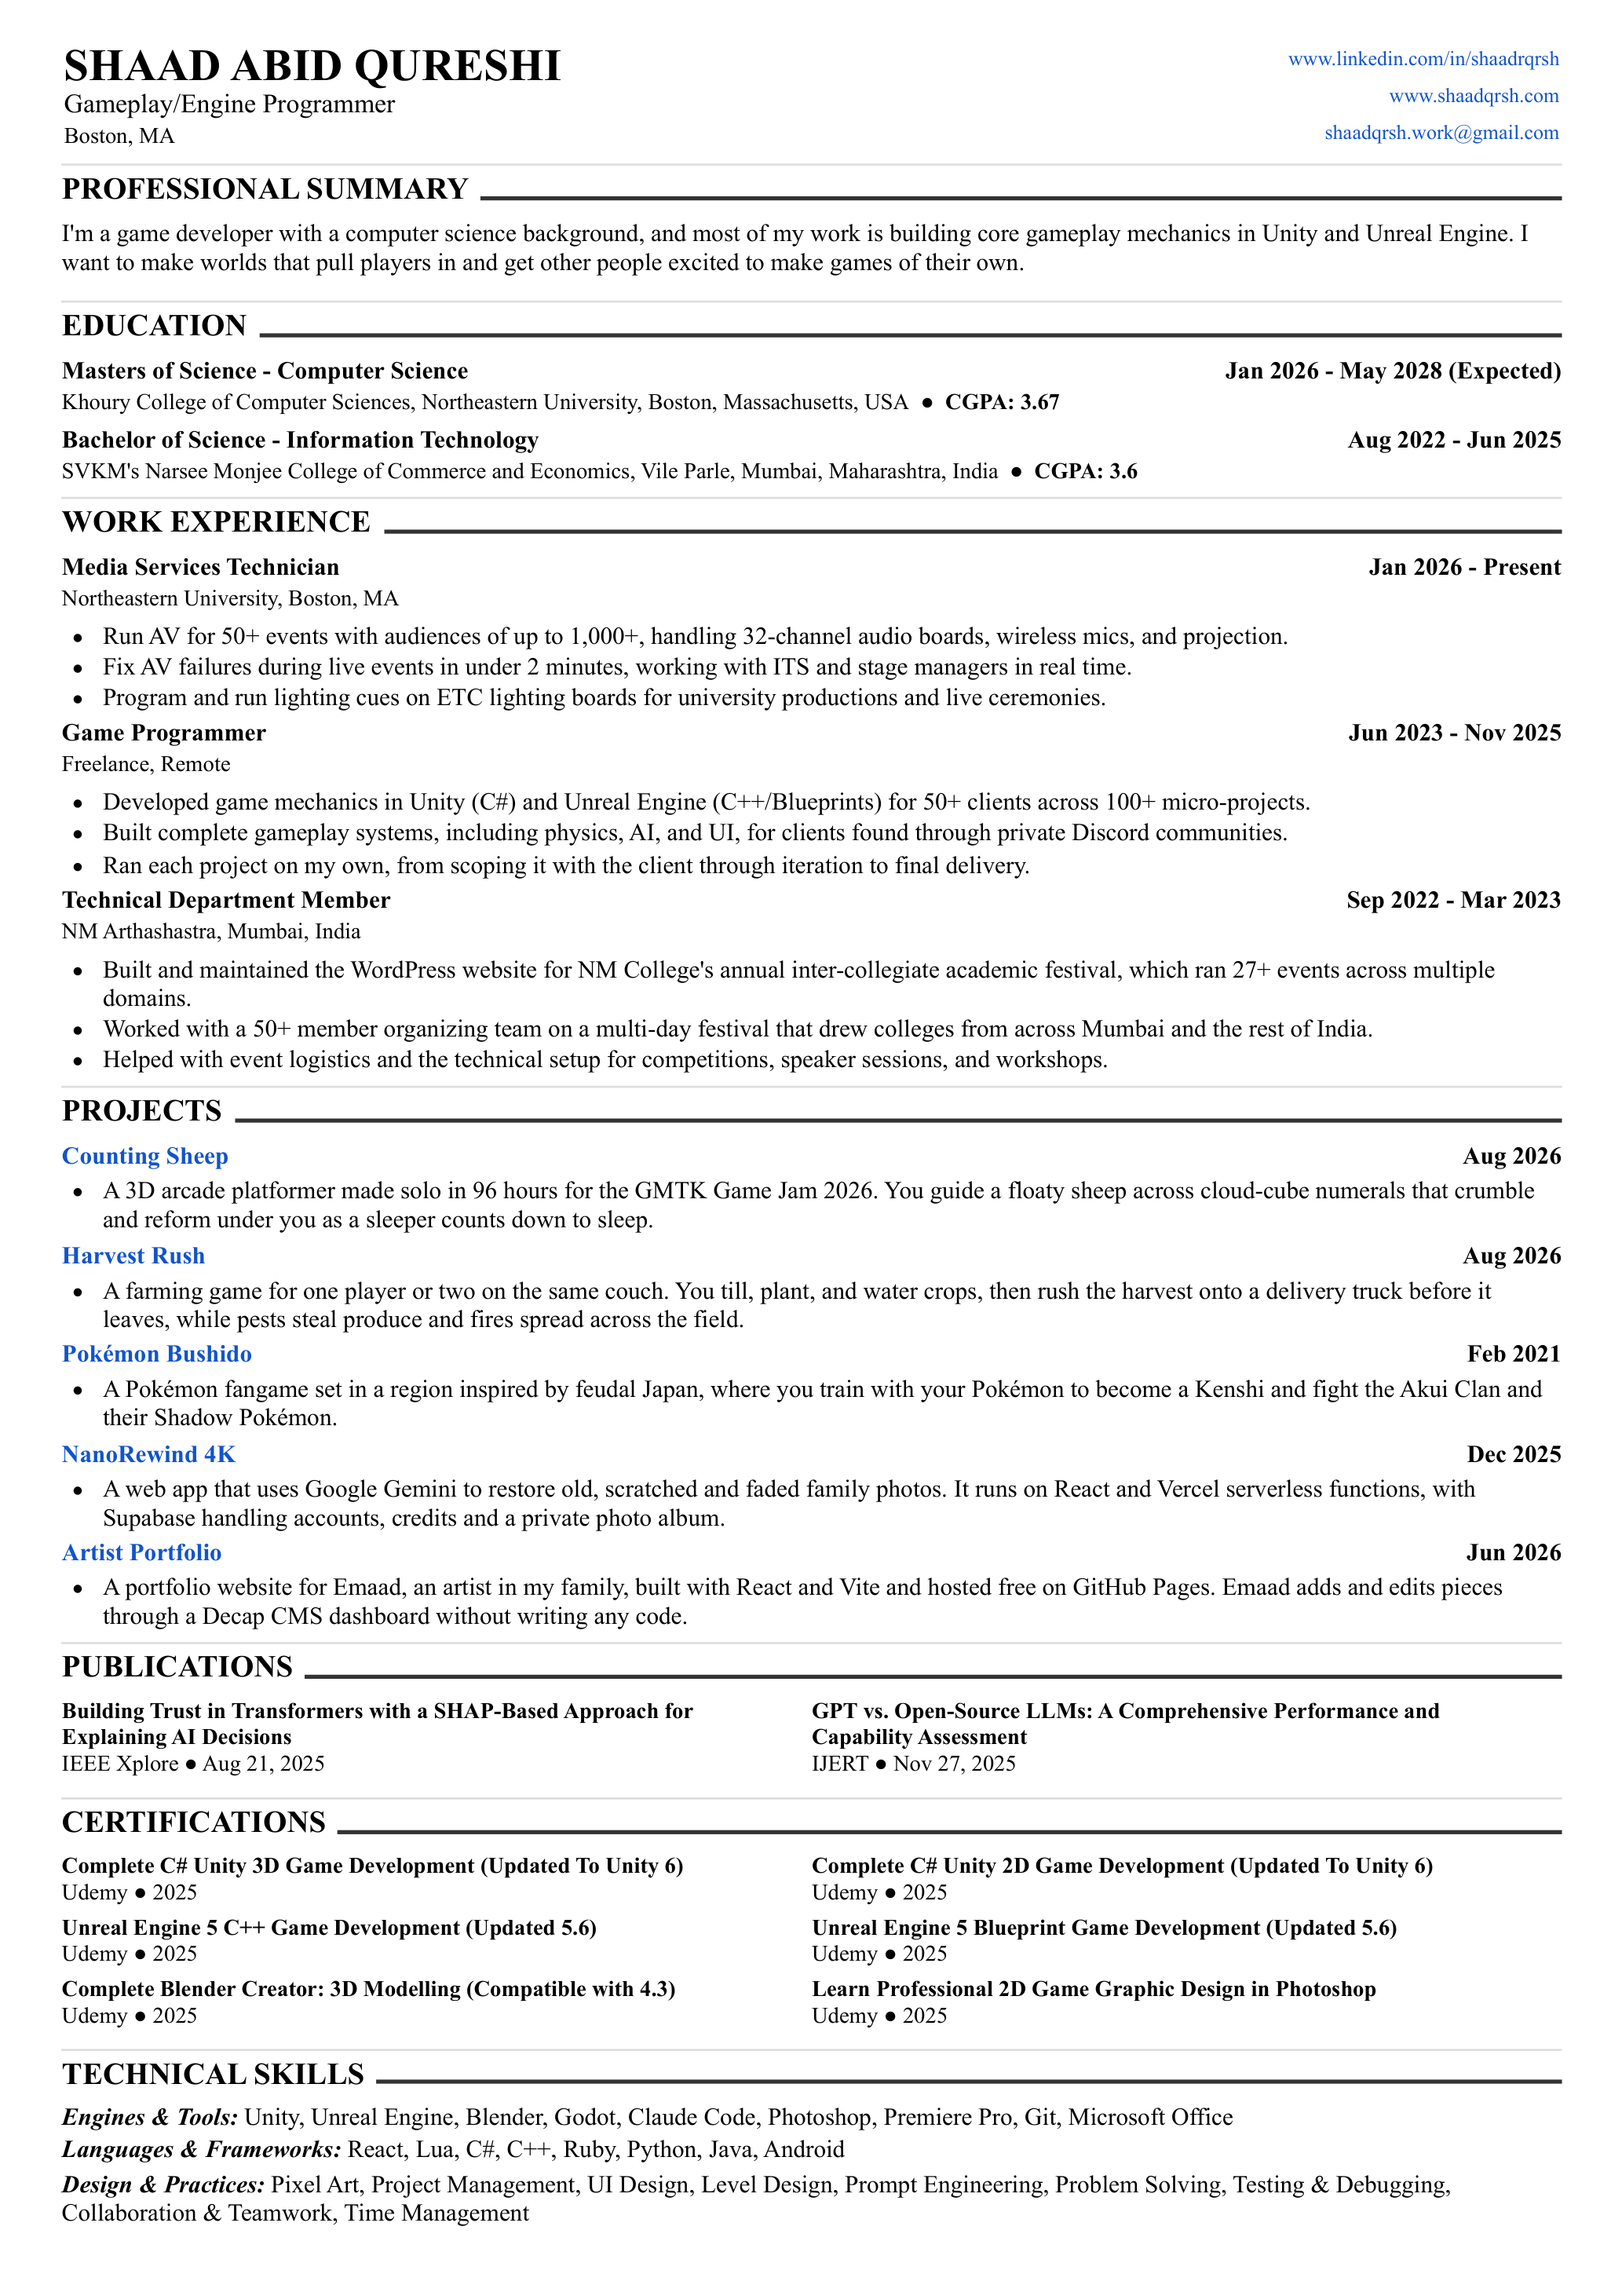 SHAAD ABID QURESHI
Gameplay/Engine Programmer
Boston, MA
www.linkedin.com/in/shaadrqrsh
www.shaadqrsh.com
shaadqrsh.work@gmail.com
PROFESSIONAL SUMMARY
I'm a game developer with a computer science background, and most of my work is building core gameplay mechanics in Unity and Unreal Engine. I
want to make worlds that pull players in and get other people excited to make games of their own.
EDUCATION
Masters of Science - Computer Science Jan 2026 - May 2028 (Expected)
Khoury College of Computer Sciences, Northeastern University, Boston, Massachusetts, USA ● CGPA: 3.67
Bachelor of Science - Information Technology Aug 2022 - Jun 2025
SVKM's Narsee Monjee College of Commerce and Economics, Vile Parle, Mumbai, Maharashtra, India ● CGPA: 3.6
WORK EXPERIENCE
Media Services Technician Jan 2026 - Present
Northeastern University, Boston, MA
● Run AV for 50+ events with audiences of up to 1,000+, handling 32-channel audio boards, wireless mics, and projection.
● Fix AV failures during live events in under 2 minutes, working with ITS and stage managers in real time.
● Program and run lighting cues on ETC lighting boards for university productions and live ceremonies.
Game Programmer Jun 2023 - Nov 2025
Freelance, Remote
● Developed game mechanics in Unity (C#) and Unreal Engine (C++/Blueprints) for 50+ clients across 100+ micro-projects.
● Built complete gameplay systems, including physics, AI, and UI, for clients found through private Discord communities.
● Ran each project on my own, from scoping it with the client through iteration to final delivery.
Technical Department Member Sep 2022 - Mar 2023
NM Arthashastra, Mumbai, India
● Built and maintained the WordPress website for NM College's annual inter-collegiate academic festival, which ran 27+ events across multiple
domains.
● Worked with a 50+ member organizing team on a multi-day festival that drew colleges from across Mumbai and the rest of India.
● Helped with event logistics and the technical setup for competitions, speaker sessions, and workshops.
PROJECTS
Counting Sheep Aug 2026
● A 3D arcade platformer made solo in 96 hours for the GMTK Game Jam 2026. You guide a floaty sheep across cloud-cube numerals that crumble
and reform under you as a sleeper counts down to sleep.
Harvest Rush Aug 2026
● A farming game for one player or two on the same couch. You till, plant, and water crops, then rush the harvest onto a delivery truck before it
leaves, while pests steal produce and fires spread across the field.
Pokémon Bushido Feb 2021
● A Pokémon fangame set in a region inspired by feudal Japan, where you train with your Pokémon to become a Kenshi and fight the Akui Clan and
their Shadow Pokémon.
NanoRewind 4K Dec 2025
● A web app that uses Google Gemini to restore old, scratched and faded family photos. It runs on React and Vercel serverless functions, with
Supabase handling accounts, credits and a private photo album.
Artist Portfolio Jun 2026
● A portfolio website for Emaad, an artist in my family, built with React and Vite and hosted free on GitHub Pages. Emaad adds and edits pieces
through a Decap CMS dashboard without writing any code.
PUBLICATIONS
Building Trust in Transformers with a SHAP-Based Approach for
Explaining AI Decisions
IEEE Xplore ● Aug 21, 2025
GPT vs. Open-Source LLMs: A Comprehensive Performance and
Capability Assessment
IJERT ● Nov 27, 2025
CERTIFICATIONS
Complete C# Unity 3D Game Development (Updated To Unity 6)
Udemy ● 2025
Complete C# Unity 2D Game Development (Updated To Unity 6)
Udemy ● 2025
Unreal Engine 5 C++ Game Development (Updated 5.6)
Udemy ● 2025
Unreal Engine 5 Blueprint Game Development (Updated 5.6)
Udemy ● 2025
Complete Blender Creator: 3D Modelling (Compatible with 4.3)
Udemy ● 2025
Learn Professional 2D Game Graphic Design in Photoshop
Udemy ● 2025
TECHNICAL SKILLS
Engines & Tools: Unity, Unreal Engine, Blender, Godot, Claude Code, Photoshop, Premiere Pro, Git, Microsoft Office
Languages & Frameworks: React, Lua, C#, C++, Ruby, Python, Java, Android
Design & Practices: Pixel Art, Project Management, UI Design, Level Design, Prompt Engineering, Problem Solving, Testing & Debugging,
Collaboration & Teamwork, Time Management